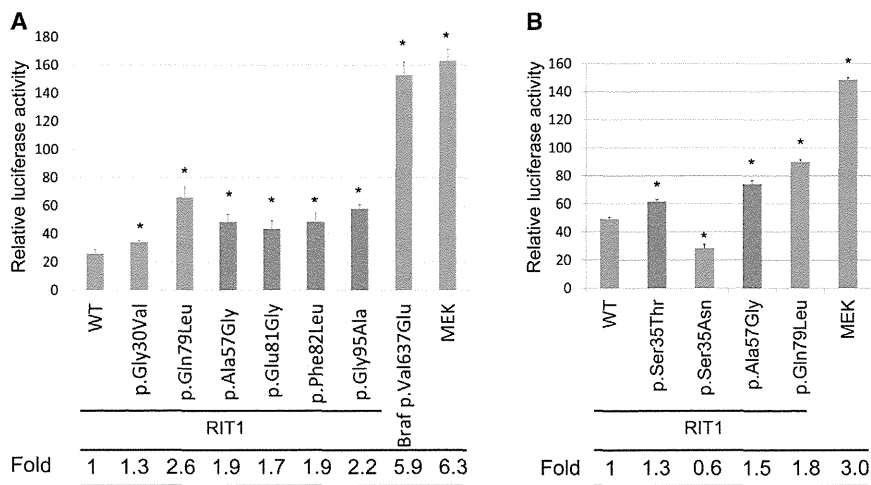 A
Relative luciferase activity
180
160
140
120
100
80
60
40
20
0
* * * * * * * *
WT
p.Gly30Val
p.Gln79Leu
p.Ala57Gly
p.Glu81Gly
p.Phe82Leu
p.Gly95Ala
Braf p.Val637Glu
MEK
RIT1
Fold 1 1.3 2.6 1.9 1.7 1.9 2.2 5.9 6.3
B
Relative luciferase activity
160
140
120
100
80
60
40
20
0
* * * * *
WT
p.Ser35Thr
p.Ser35Asn
p.Ala57Gly
p.Gln79Leu
MEK
RIT1
Fold 1 1.3 0.6 1.5 1.8 3.0